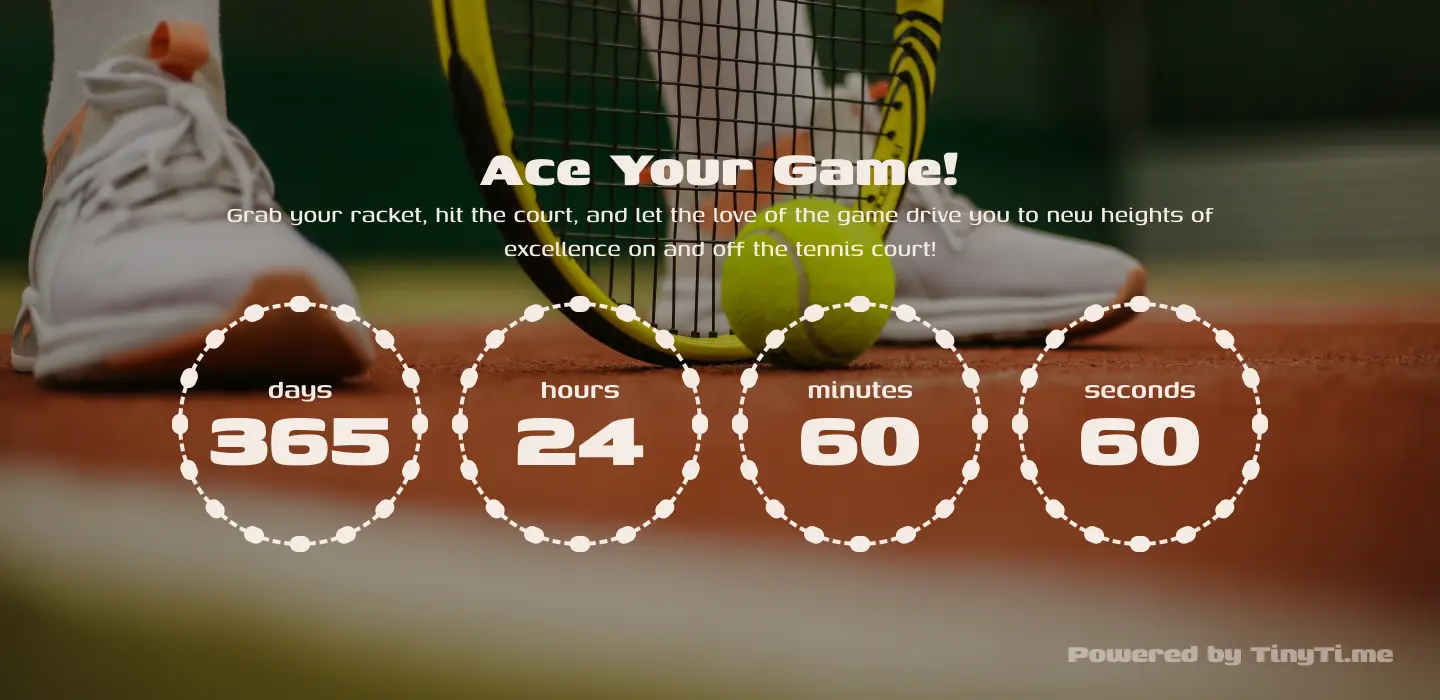 Ace Your Game!
Grab your racket, hit the court, and let the love of the game drive you to new heights of
excellence on and off the tennis court!
days
365
hours
24
minutes
60
seconds
60
Powered by TinyTi.me